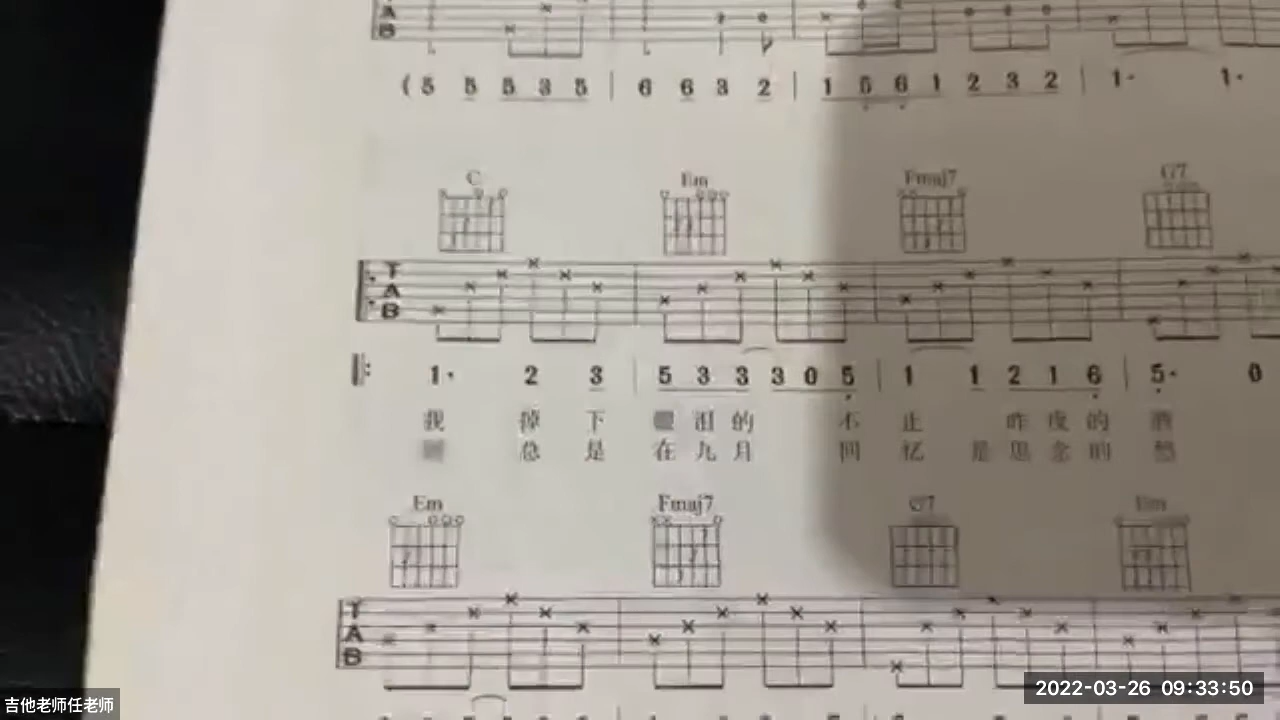 (5 5 5 3 5 | 6 6 3 2 | 1 5 6 1 2 3 2 | 1· 1·
C Em Fmaj7 G7
T
A
B
1· 2 3 | 5 3 3 3 0 5 | 1 1 2 1 6 | 5· 0
我 掉 下 眼 泪 的 不 止 昨 夜 的 酒
总 是 在 九 月 回 忆 是 思 念 的 愁
Em Fmaj7 G7 Em
T
A
B
吉他老师任老师
2022-03-26 09:33:50